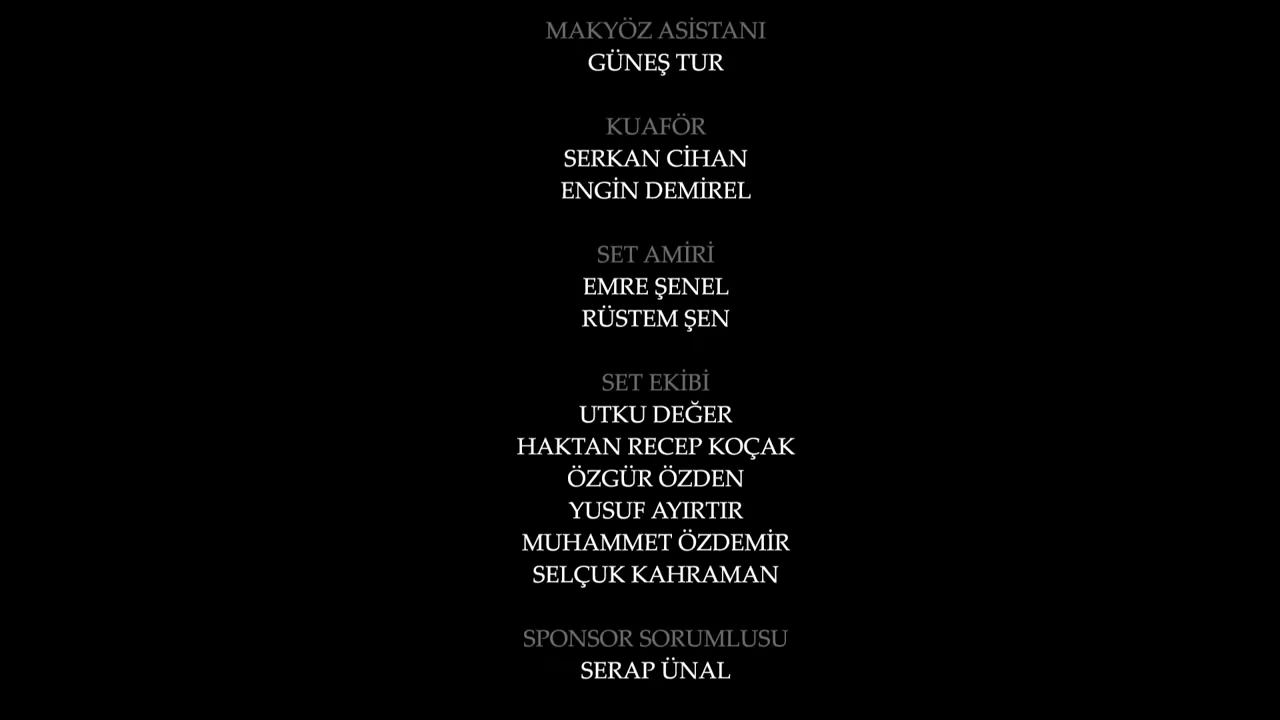 MAKYÖZ ASİSTANI
GÜNEŞ TUR
KUAFÖR
SERKAN CİHAN
ENGİN DEMİREL
SET AMİRİ
EMRE ŞENEL
RÜSTEM ŞEN
SET EKİBİ
UTKU DEĞER
HAKTAN RECEP KOÇAK
ÖZGÜR ÖZDEN
YUSUF AYIRTIR
MUHAMMET ÖZDEMİR
SELÇUK KAHRAMAN
SPONSOR SORUMLUSU
SERAP ÜNAL